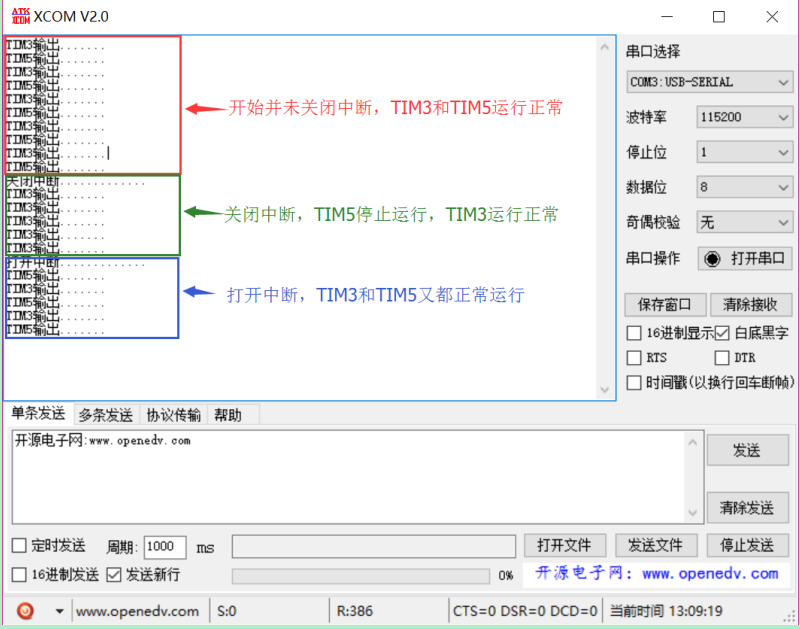 ATK XCOM XCOM V2.0
TIM3输出.......
TIM5输出.......
TIM3输出.......
TIM5输出.......
TIM3输出.......
TIM5输出.......
TIM3输出.......
TIM5输出.......
TIM3输出.......
TIM5输出.......
开始并未关闭中断，TIM3和TIM5运行正常
关闭中断.............
TIM3输出.......
TIM3输出.......
TIM3输出.......
TIM3输出.......
TIM3输出.......
关闭中断，TIM5停止运行，TIM3运行正常
打开中断.............
TIM5输出.......
TIM3输出.......
TIM5输出.......
TIM3输出.......
TIM5输出.......
打开中断，TIM3和TIM5又都正常运行
串口选择
COM3:USB-SERIAL
波特率 115200
停止位 1
数据位 8
奇偶校验 无
串口操作 打开串口
保存窗口 清除接收
16进制显示 白底黑字
RTS DTR
时间戳(以换行回车断帧)
单条发送 多条发送 协议传输 帮助
开源电子网:www.openedv.com
发送
清除发送
定时发送 周期: 1000 ms 打开文件 发送文件 停止发送
16进制发送 发送新行 0% 开源电子网：www.openedv.com
www.openedv.com S:0 R:386 CTS=0 DSR=0 DCD=0 当前时间 13:09:19